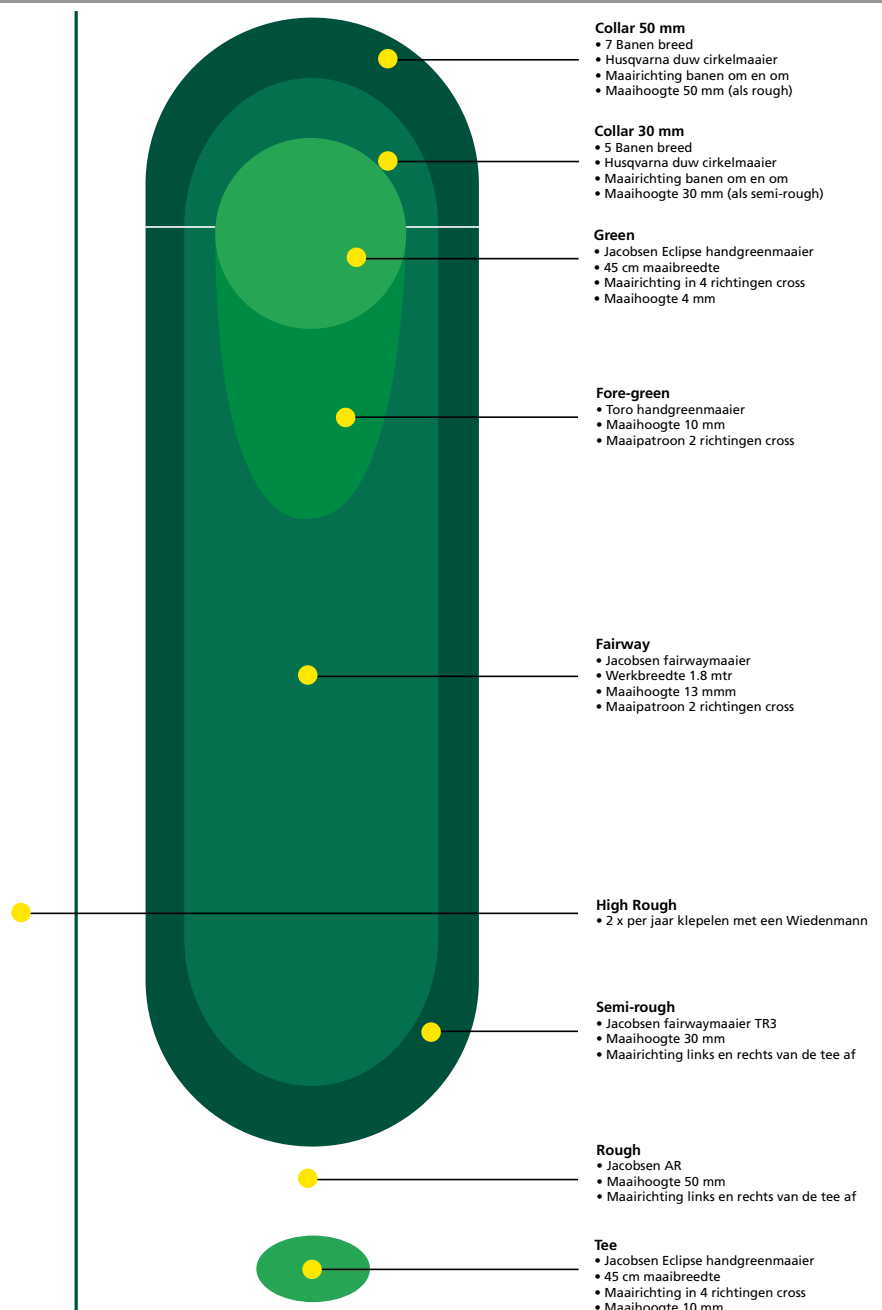 Collar 50 mm
• 7 Banen breed
• Husqvarna duw cirkelmaaier
• Maairichting banen om en om
• Maaihoogte 50 mm (als rough)
Collar 30 mm
• 5 Banen breed
• Husqvarna duw cirkelmaaier
• Maairichting banen om en om
• Maaihoogte 30 mm (als semi-rough)
Green
• Jacobsen Eclipse handgreenmaaier
• 45 cm maaibreedte
• Maairichting in 4 richtingen cross
• Maaihoogte 4 mm
Fore-green
• Toro handgreenmaaier
• Maaihoogte 10 mm
• Maaipatroon 2 richtingen cross
Fairway
• Jacobsen fairwaymaaier
• Werkbreedte 1.8 mtr
• Maaihoogte 13 mmm
• Maaipatroon 2 richtingen cross
High Rough
• 2 x per jaar klepelen met een Wiedenmann
Semi-rough
• Jacobsen fairwaymaaier TR3
• Maaihoogte 30 mm
• Maairichting links en rechts van de tee af
Rough
• Jacobsen AR
• Maaihoogte 50 mm
• Maairichting links en rechts van de tee af
Tee
• Jacobsen Eclipse handgreenmaaier
• 45 cm maaibreedte
• Maairichting in 4 richtingen cross
• Maaihoogte 10 mm